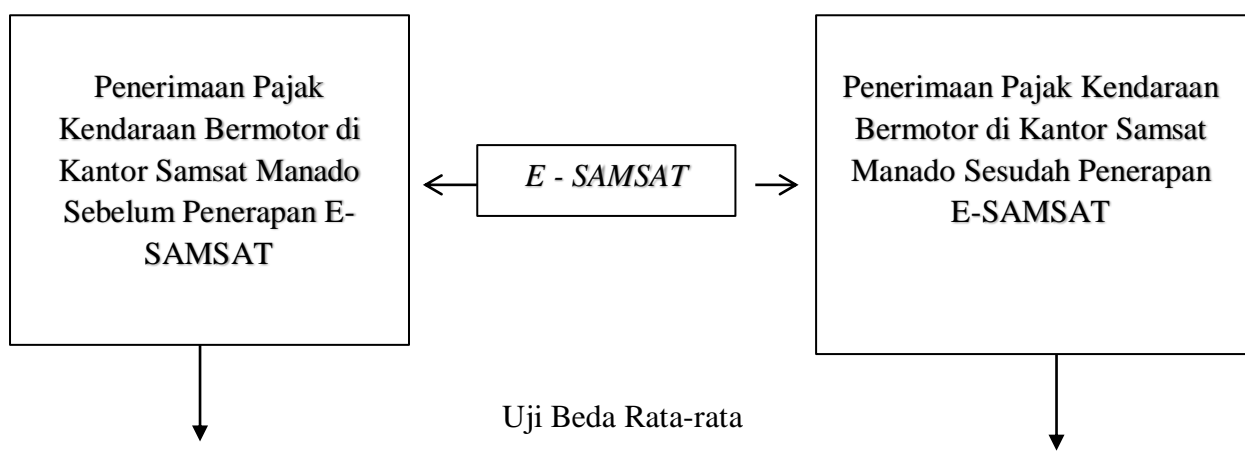 Penerimaan Pajak
Kendaraan Bermotor di
Kantor Samsat Manado
Sebelum Penerapan E-
SAMSAT
E - SAMSAT
Penerimaan Pajak Kendaraan
Bermotor di Kantor Samsat
Manado Sesudah Penerapan
E-SAMSAT
Uji Beda Rata-rata